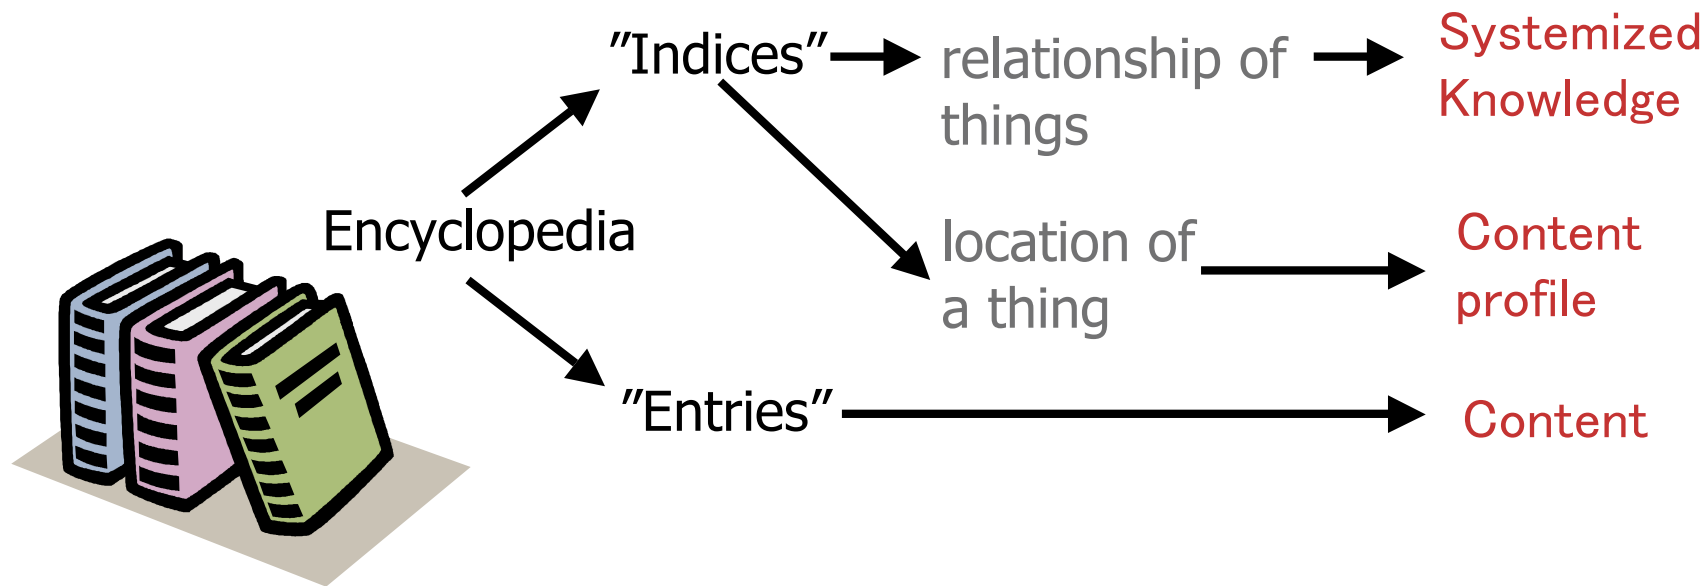 "Indices"
relationship of
things
Systemized
Knowledge
Encyclopedia
location of
a thing
Content
profile
"Entries"
Content